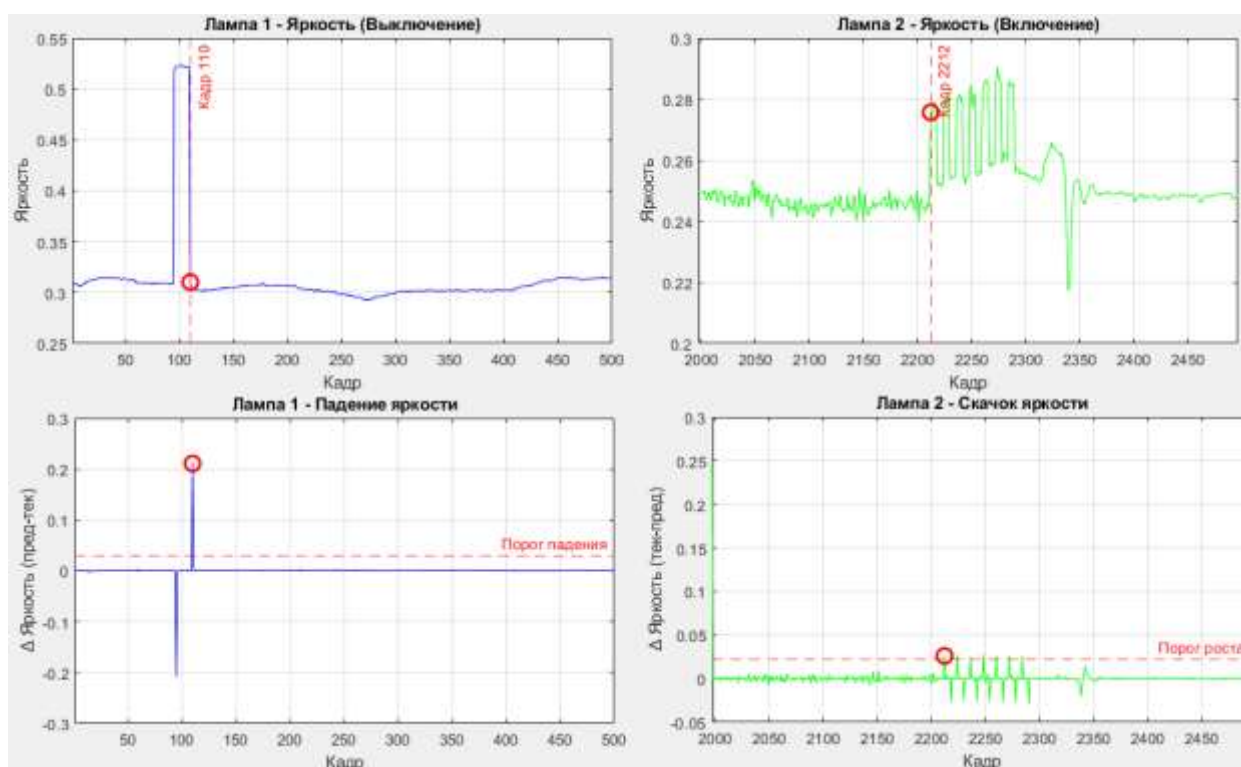 Лампа 1 - Яркость (Выключение)
0.55
0.5
0.45
0.4
0.35
0.3
0.25
Яркость
Кадр 110
50 100 150 200 250 300 350 400 450 500
Кадр
Лампа 2 - Яркость (Включение)
0.3
0.28
0.26
0.24
0.22
0.2
Яркость
Кадр 2212
2000 2050 2100 2150 2200 2250 2300 2350 2400 2450
Кадр
Лампа 1 - Падение яркости
0.3
0.2
0.1
0
-0.1
-0.2
-0.3
Δ Яркость (пред-тек)
Порог падения
50 100 150 200 250 300 350 400 450 500
Кадр
Лампа 2 - Скачок яркости
0.3
0.25
0.2
0.15
0.1
0.05
0
-0.05
Δ Яркость (тек-пред)
Порог роста
2000 2050 2100 2150 2200 2250 2300 2350 2400 2450
Кадр